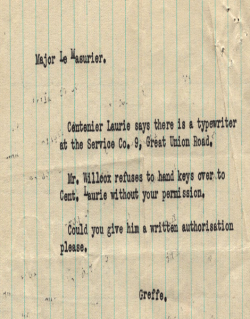 Major Le Masurier.
Centenier Laurie says there is a typewriter
at the Service Co. 9, Great Union Road.
Mr. Willcox refuses to hand keys over to
Cent. Laurie without your permission.
Could you give him a written authorisation
please.
Greffe.